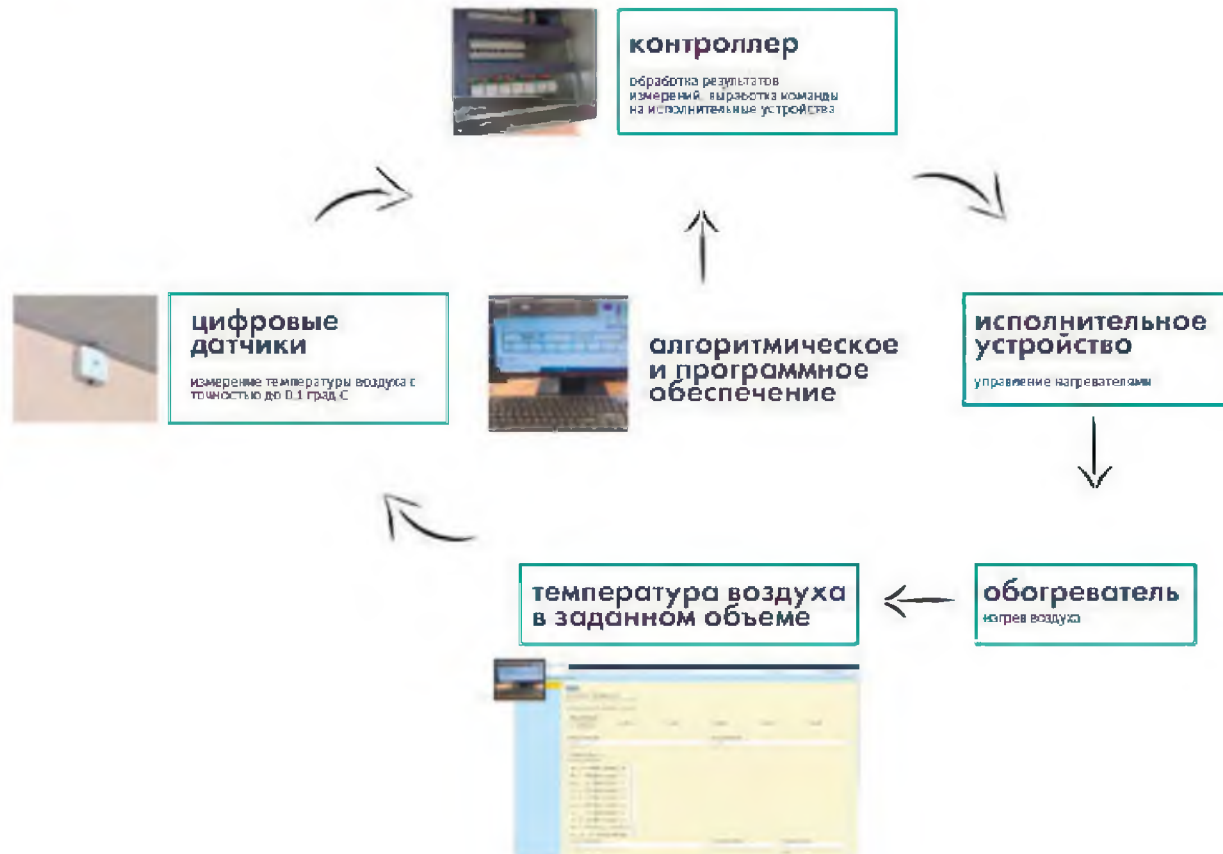 контроллер
обработка результатов
измерений, выработка команды
на исполнительные устройства
цифровые
датчики
измерение температуры воздуха с
точностью до 0.1 град С
алгоритмическое
и программное
обеспечение
исполнительное
устройство
управление нагревателями
температура воздуха
в заданном объеме
обогреватель
нагрев воздуха